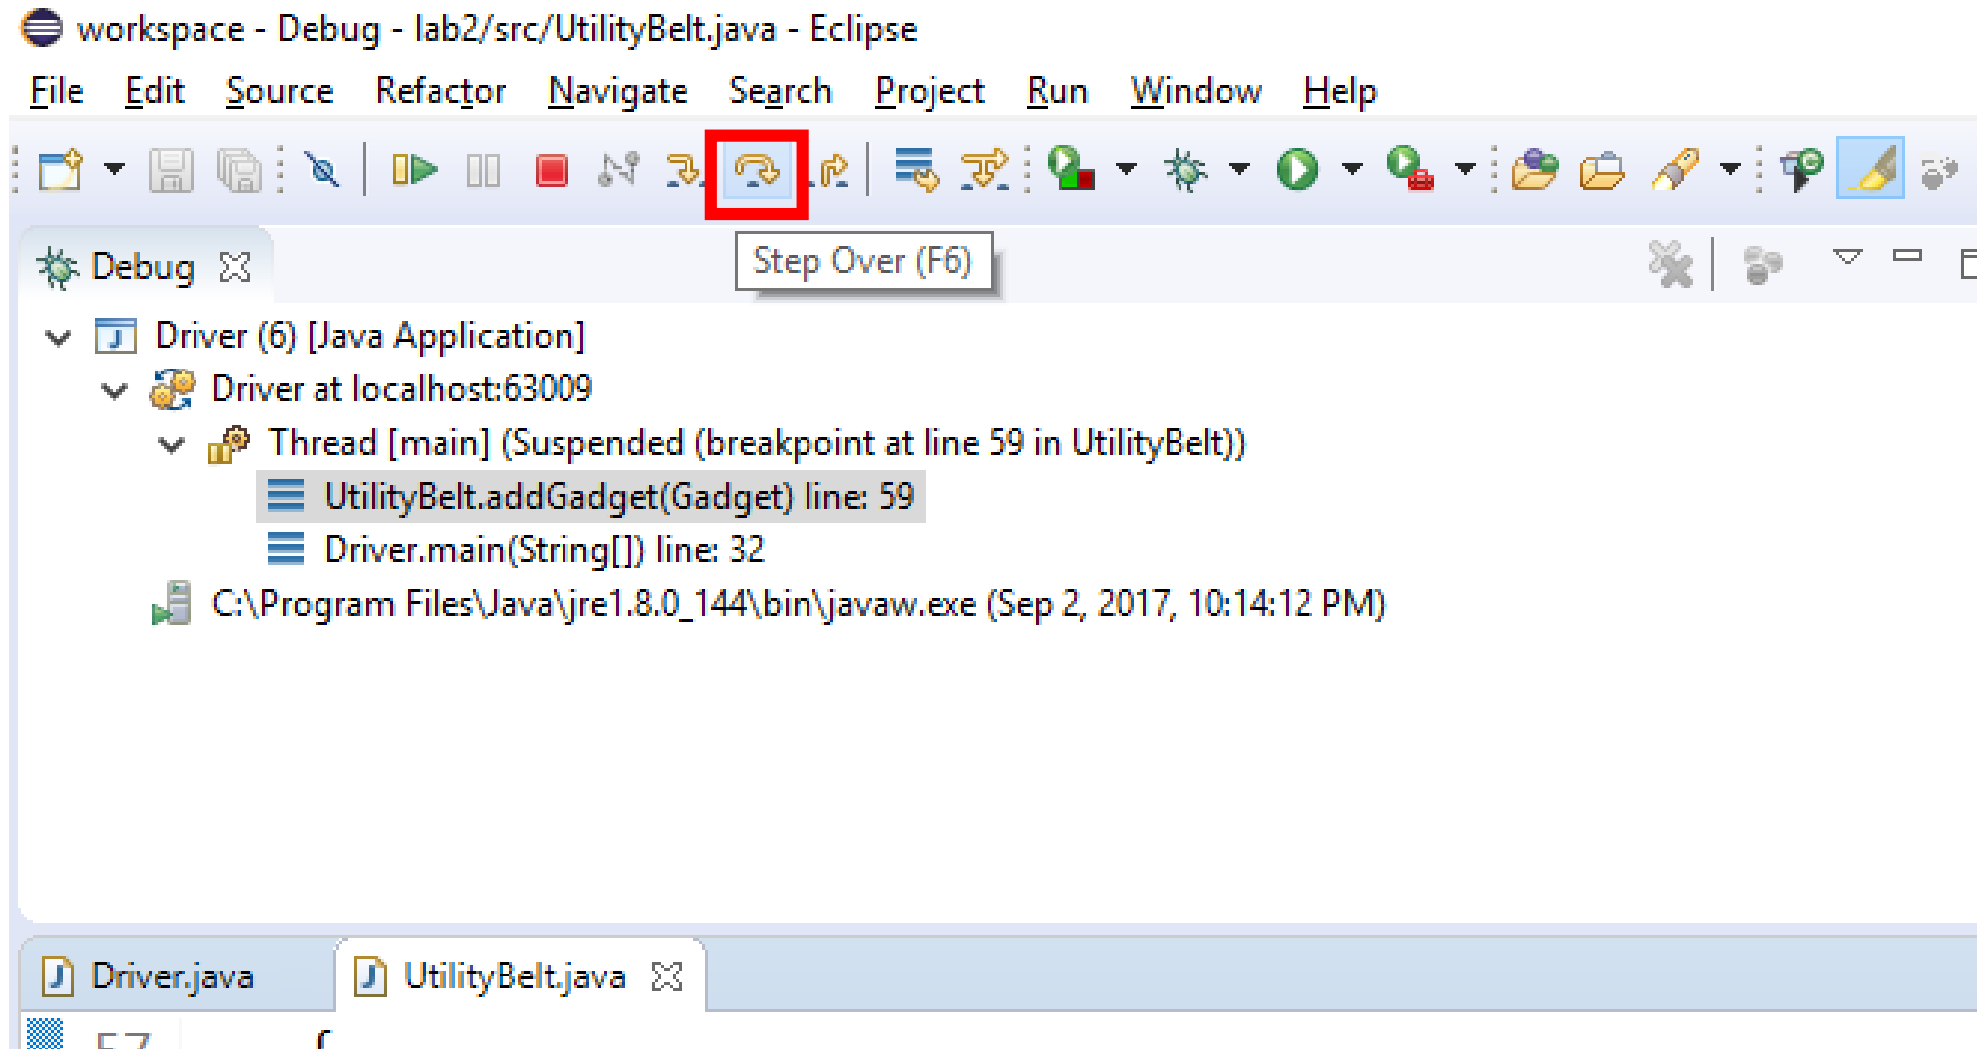 workspace - Debug - lab2/src/UtilityBelt.java - Eclipse
File Edit Source Refactor Navigate Search Project Run Window Help
Debug
Step Over (F6)
Driver (6) [Java Application]
Driver at localhost:63009
Thread [main] (Suspended (breakpoint at line 59 in UtilityBelt))
UtilityBelt.addGadget(Gadget) line: 59
Driver.main(String[]) line: 32
C:\Program Files\Java\jre1.8.0_144\bin\javaw.exe (Sep 2, 2017, 10:14:12 PM)
Driver.java UtilityBelt.java
57 {